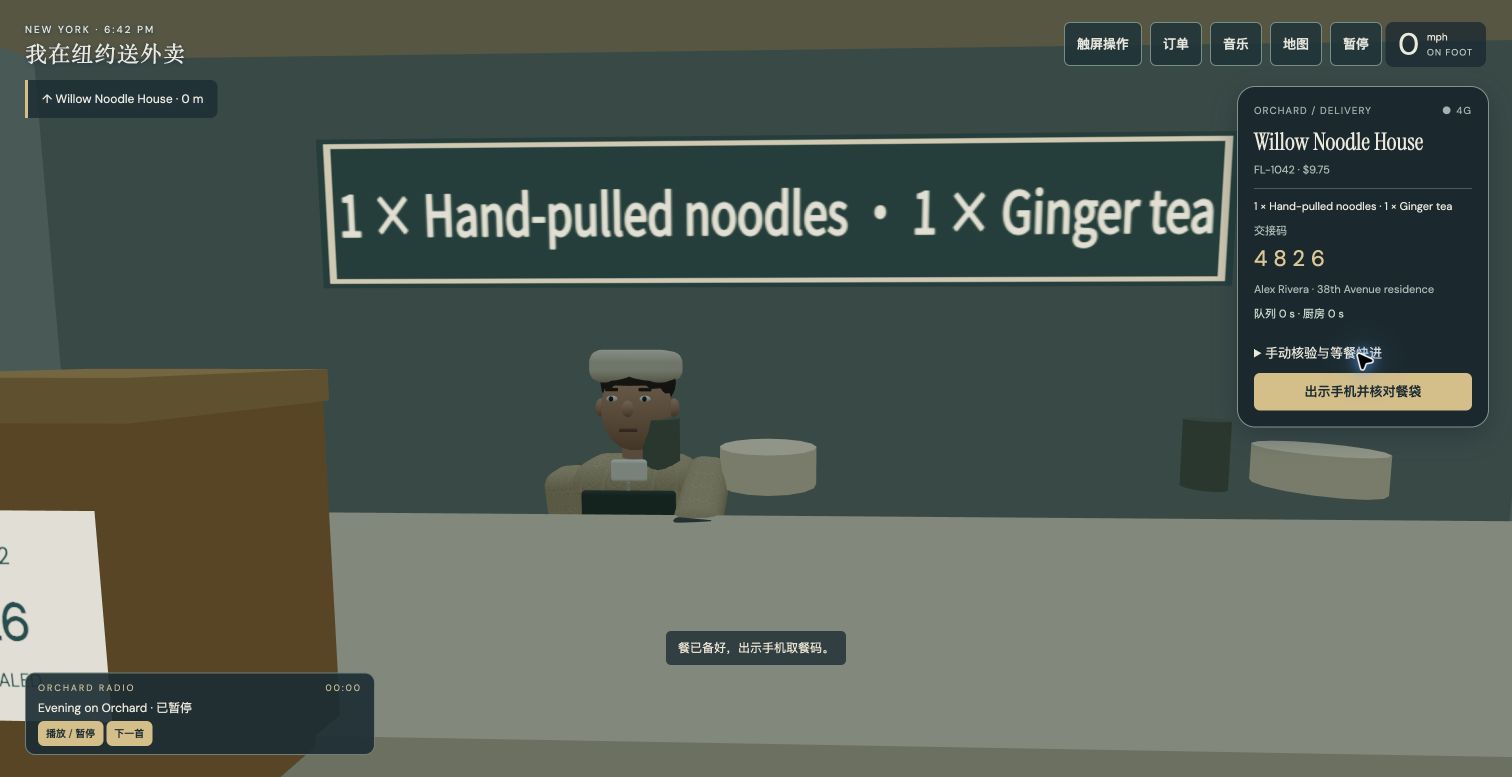 NEW YORK · 6:42 PM
我在纽约送外卖
↑ Willow Noodle House · 0 m
触屏操作
订单
音乐
地图
暂停
0 mph
ON FOOT
ORCHARD / DELIVERY
4G
Willow Noodle House
FL-1042 · $9.75
1 × Hand-pulled noodles · 1 × Ginger tea
交接码
4826
Alex Rivera · 38th Avenue residence
队列 0 s · 厨房 0 s
▶ 手动核验与等餐快进
出示手机并核对餐袋
1 × Hand-pulled noodles • 1 × Ginger tea
2
6
餐已备好，出示手机取餐码。
ORCHARD RADIO
00:00
Evening on Orchard · 已暂停
播放 / 暂停
下一首